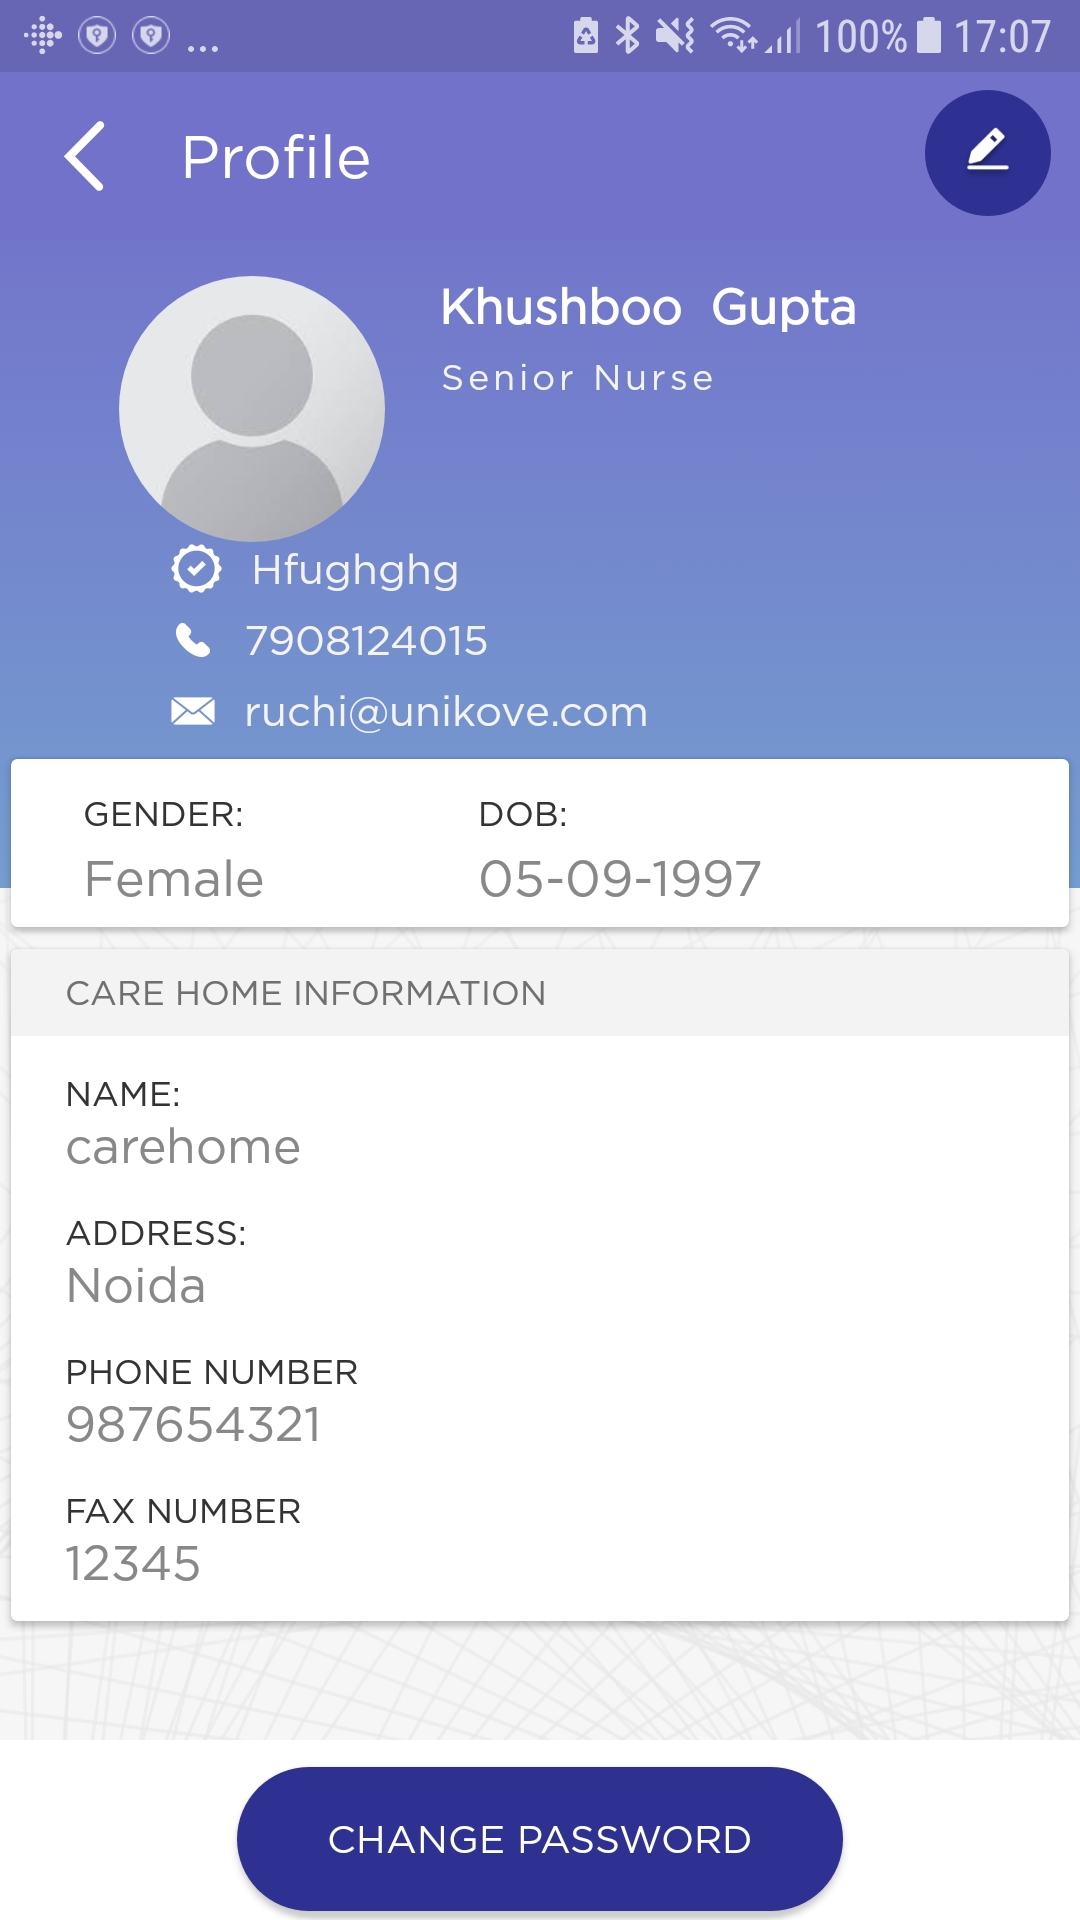 100% 17:07
Profile
Khushboo Gupta
Senior Nurse
Hfughghg
7908124015
ruchi@unikove.com
GENDER: DOB:
Female 05-09-1997
CARE HOME INFORMATION
NAME:
carehome
ADDRESS:
Noida
PHONE NUMBER
987654321
FAX NUMBER
12345
CHANGE PASSWORD